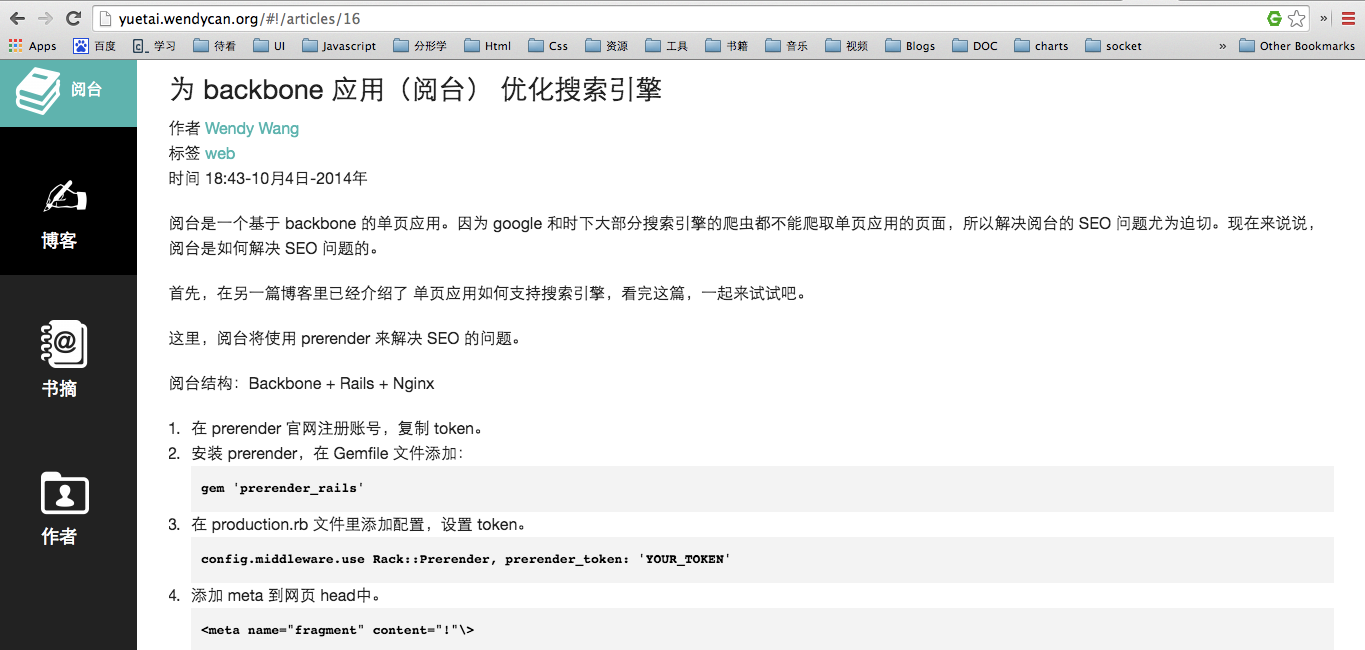 yuetai.wendycan.org/#!/articles/16
»
Apps 百度 学习 待看 UI Javascript 分形学 Html Css 资源 工具 书籍 音乐 视频 Blogs DOC charts socket » Other Bookmarks
阅台
博客
书摘
作者
为 backbone 应用（阅台） 优化搜索引擎
作者 Wendy Wang
标签 web
时间 18:43-10月4日-2014年
阅台是一个基于 backbone 的单页应用。因为 google 和时下大部分搜索引擎的爬虫都不能爬取单页应用的页面，所以解决阅台的 SEO 问题尤为迫切。现在来说说，
阅台是如何解决 SEO 问题的。
首先，在另一篇博客里已经介绍了 单页应用如何支持搜索引擎，看完这篇，一起来试试吧。
这里，阅台将使用 prerender 来解决 SEO 的问题。
阅台结构：Backbone + Rails + Nginx
1. 在 prerender 官网注册账号，复制 token。
2. 安装 prerender，在 Gemfile 文件添加：
gem 'prerender_rails'
3. 在 production.rb 文件里添加配置，设置 token。
config.middleware.use Rack::Prerender, prerender_token: 'YOUR_TOKEN'
4. 添加 meta 到网页 head中。
<meta name="fragment" content="!"\>